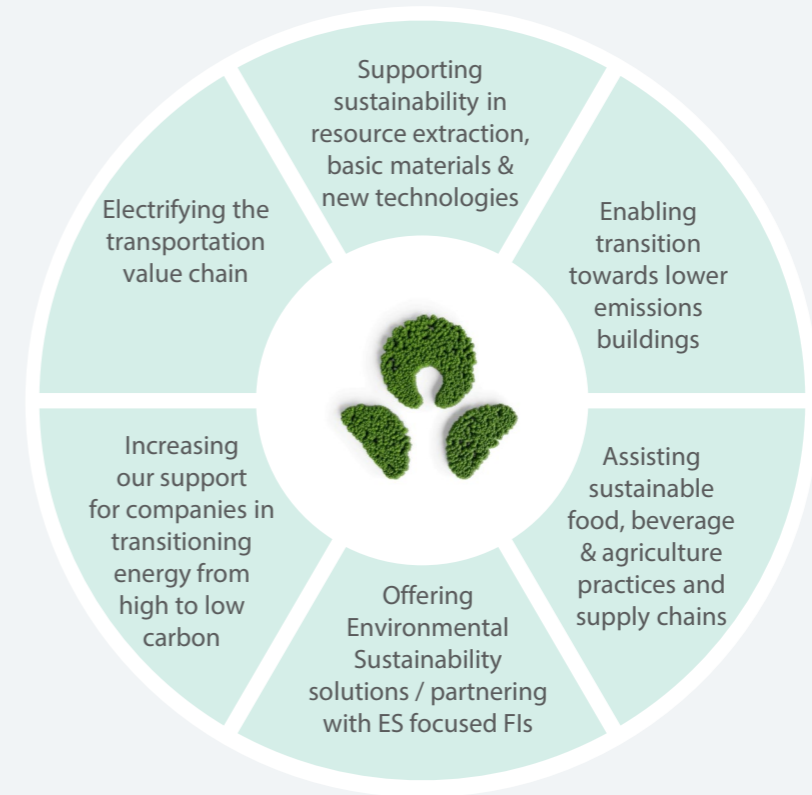 Supporting
sustainability in
resource extraction,
basic materials &
new technologies
Enabling
transition
towards lower
emissions
buildings
Assisting
sustainable
food, beverage
& agriculture
practices and
supply chains
Offering
Environmental
Sustainability
solutions / partnering
with ES focused FIs
Increasing
our support
for companies in
transitioning
energy from
high to low
carbon
Electrifying the
transportation
value chain